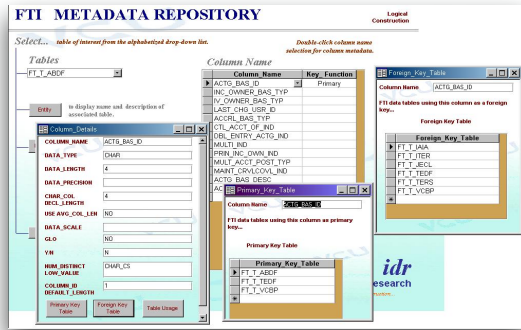 FTI METADATA REPOSITORY
Logical
Construction
Select... table of interest from the alphabetized drop-down list.
Double-click column name
selection for column metadata.
Tables
FT_T_ABDF
Entity
to display name and description of
associated table.
Column Name
Column_Name Key_Function
ACTG_BAS_ID Primary
INC_OWNER_BAS_TYP
IV_OWNER_BAS_TYP
LAST_CHG_USR_ID
ACCRL_BAS_TYP
CTL_ACCT_OF_IND
DBL_ENTRY_ACTG_IND
MULTI_IND
PRIN_INC_OWN_IND
MULT_ACCT_POST_TYP
MAINT_CRVLCOVL_IND
ACTG_BAS_DESC
Column_Details
COLUMN_NAME ACTG_BAS_ID
DATA_TYPE CHAR
DATA_LENGTH 4
DATA_PRECISION
CHAR_COL
DECL_LENGTH 4
USE AVG_COL_LEN NO
DATA_SCALE
GLO NO
Y/N N
NUM_DISTINCT
LOW_VALUE CHAR_CS
COLUMN_ID
DEFAULT_LENGTH 1
Primary Key
Table
Foreign Key
Table
Table Usage
Primary_Key_Table
Column Name ACTG_BAS_ID
FTI data tables using this column as primary
key...
Primary Key Table
Primary_Key_Table
FT_T_ABDF
FT_T_TEDF
FT_T_VCBP
Foreign_Key_Table
Column Name ACTG_BAS_ID
FTI data tables using this column as a foreign
key...
Foreign Key Table
Foreign_Key_Table
FT_T_IAIA
FT_T_ITER
FT_T_JECL
FT_T_TEDF
FT_T_TERS
FT_T_VCBP
idr
esearch